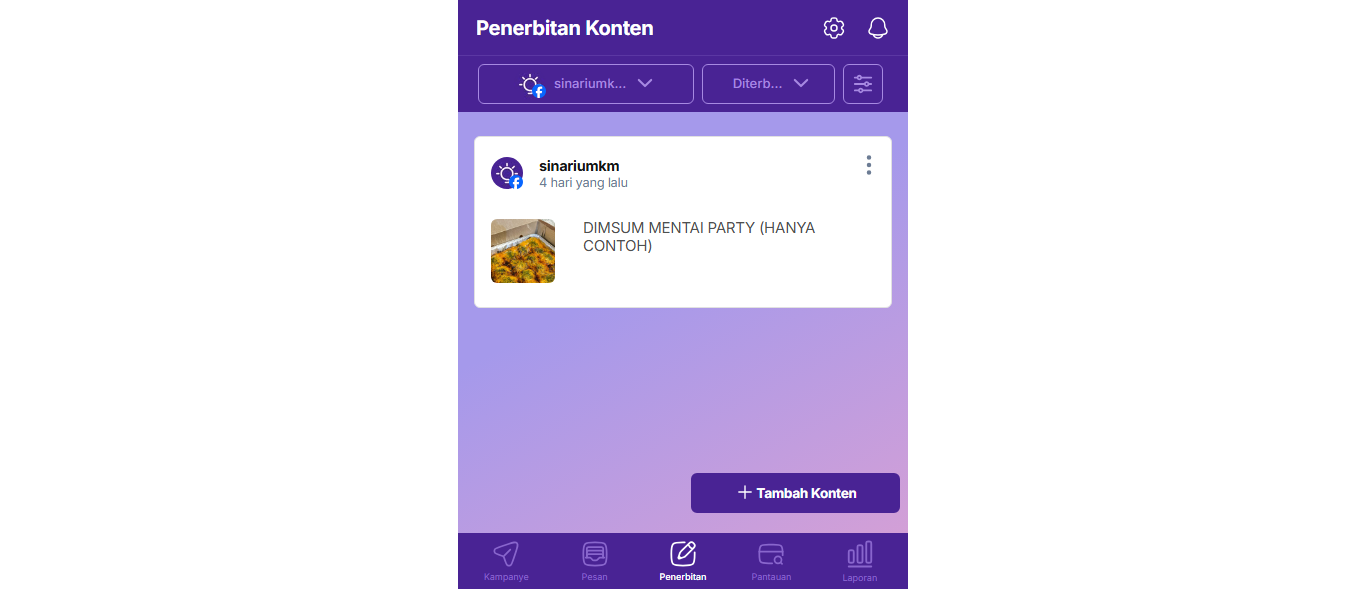 Penerbitan Konten
sinariumk...
Diterb...
sinariumkm
4 hari yang lalu
DIMSUM MENTAI PARTY (HANYA
CONTOH)
+ Tambah Konten
Kampanye
Pesan
Penerbitan
Pantauan
Laporan